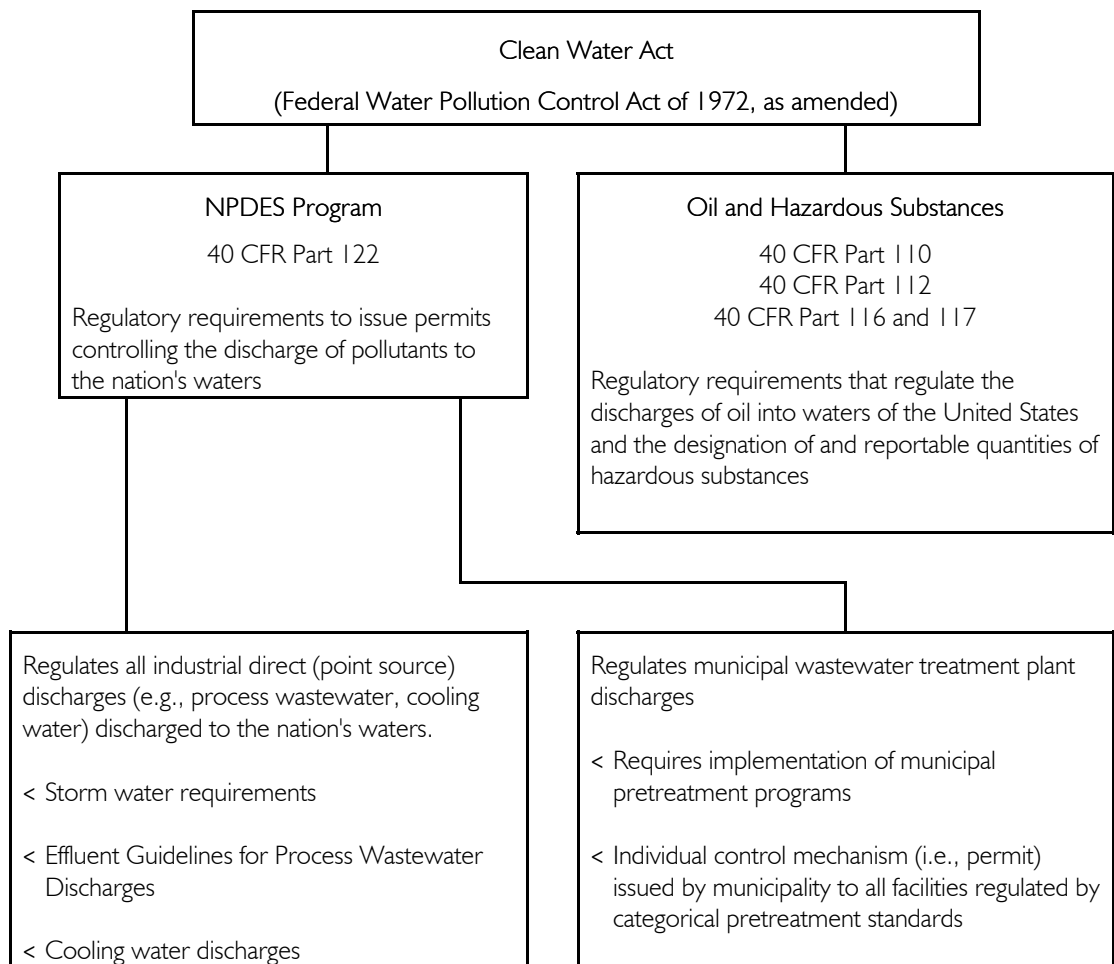 Clean Water Act
(Federal Water Pollution Control Act of 1972, as amended)
NPDES Program
40 CFR Part 122
Regulatory requirements to issue permits
controlling the discharge of pollutants to
the nation's waters
Oil and Hazardous Substances
40 CFR Part 110
40 CFR Part 112
40 CFR Part 116 and 117
Regulatory requirements that regulate the
discharges of oil into waters of the United States
and the designation of and reportable quantities of
hazardous substances
Regulates all industrial direct (point source)
discharges (e.g., process wastewater, cooling
water) discharged to the nation's waters.
< Storm water requirements
< Effluent Guidelines for Process Wastewater
Discharges
< Cooling water discharges
Regulates municipal wastewater treatment plant
discharges
< Requires implementation of municipal
pretreatment programs
< Individual control mechanism (i.e., permit)
issued by municipality to all facilities regulated by
categorical pretreatment standards